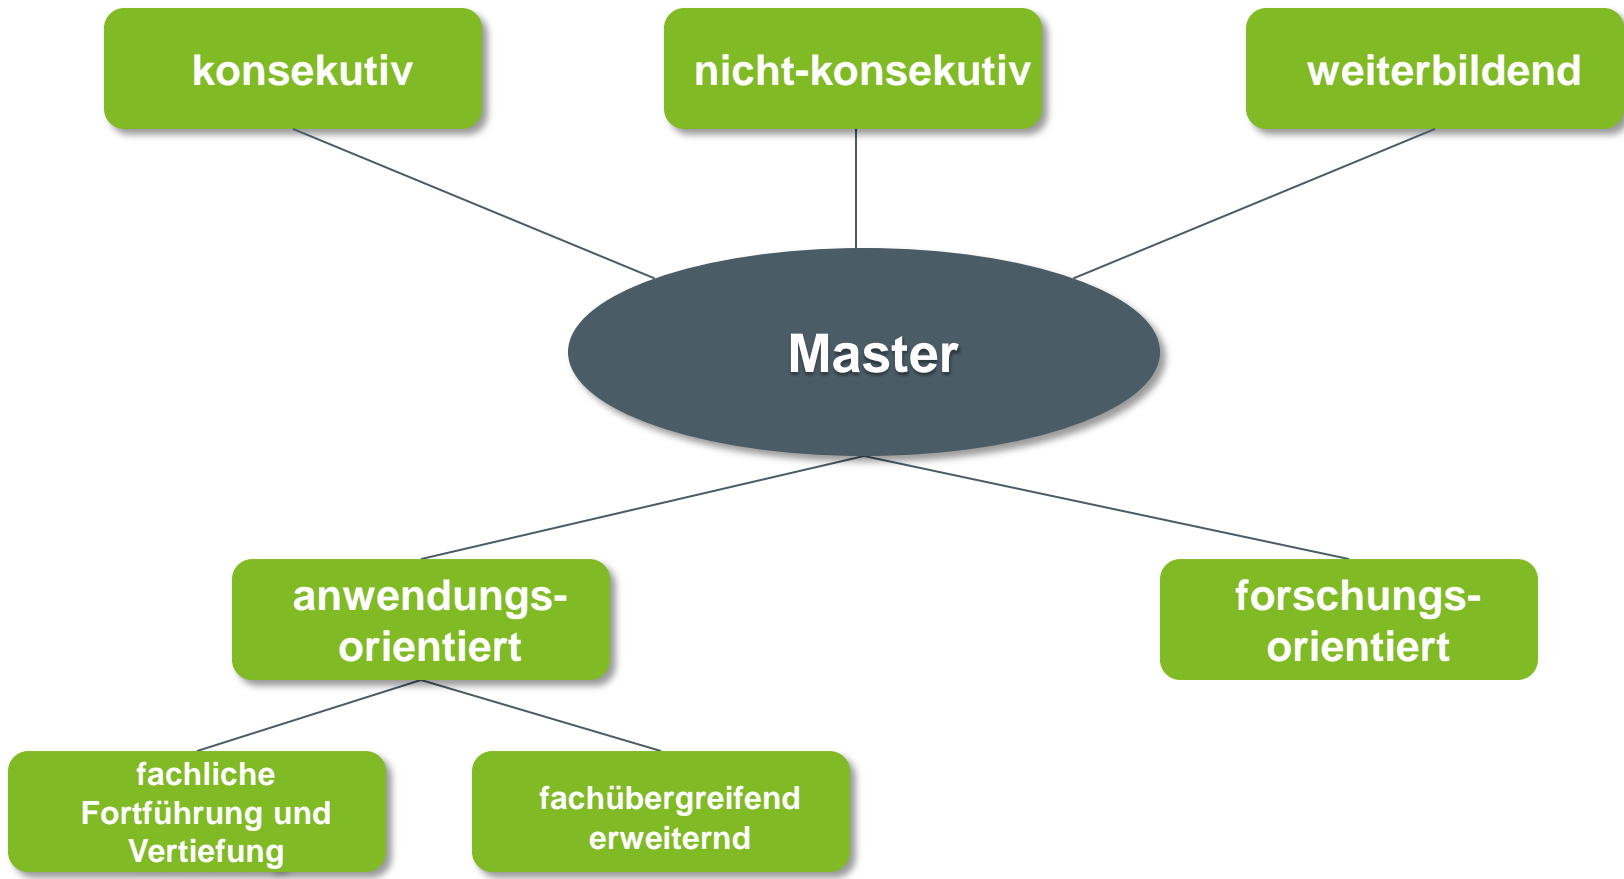 konsekutiv
nicht-konsekutiv
weiterbildend
Master
anwendungs-
orientiert
forschungs-
orientiert
fachliche
Fortführung und
Vertiefung
fachübergreifend
erweiternd